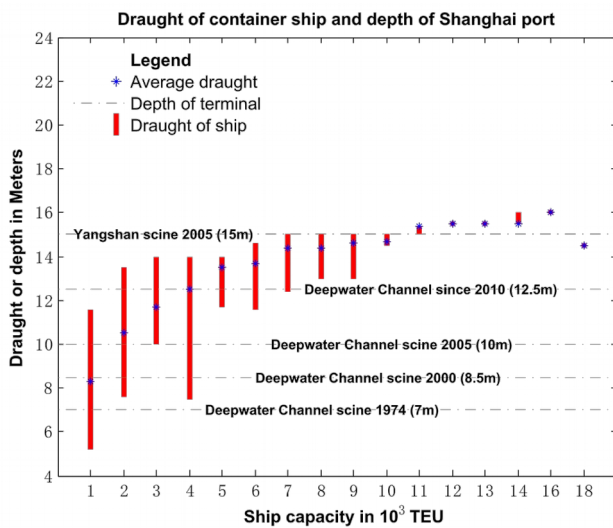 Draught of container ship and depth of Shanghai port
24
22
20
18
16
14
12
10
8
6
4
Draught or depth in Meters
Legend
Average draught
Depth of terminal
Draught of ship
Yangshan scine 2005 (15m)
Deepwater Channel since 2010 (12.5m)
Deepwater Channel scine 2005 (10m)
Deepwater Channel scine 2000 (8.5m)
Deepwater Channel scine 1974 (7m)
1 2 3 4 5 6 7 8 9 10 11 12 13 14 16 18
Ship capacity in 10³ TEU